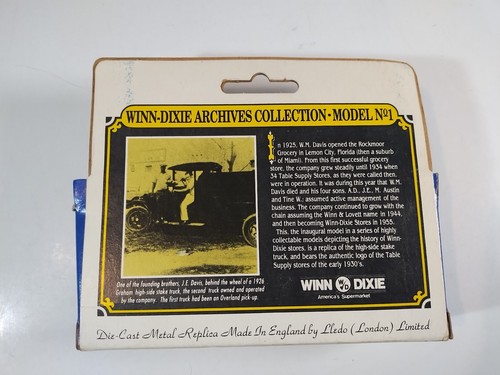 WINN-DIXIE ARCHIVES COLLECTION • MODEL Nº1
In 1925, W.M. Davis opened the Rockmoor
Grocery in Lemon City, Florida (then a suburb
of Miami). From this first successful grocery
store, the company grew steadily until 1934 when
34 Table Supply Stores, as they were called then,
were in operation. It was during this year that W.M.
Davis died and his four sons, A.D., J.E., M. Austin
and Tine W.; assumed active management of the
business. The company continued to grow with the
chain assuming the Winn & Lovett name in 1944,
and then becoming Winn-Dixie Stores in 1955.
This, the inaugural model in a series of highly
collectable models depicting the history of Winn-
Dixie stores, is a replica of the high-side stake
truck, and bears the authentic logo of the Table
Supply stores of the early 1930's.
One of the founding brothers, J.E. Davis, behind the wheel of a 1926
Graham high-side stake truck, the second truck owned and operated
by the company. The first truck had been an Overland pick-up.
WINN W/D DIXIE
America's Supermarket
Die-Cast Metal Replica Made In England by Lledo (London) Limited